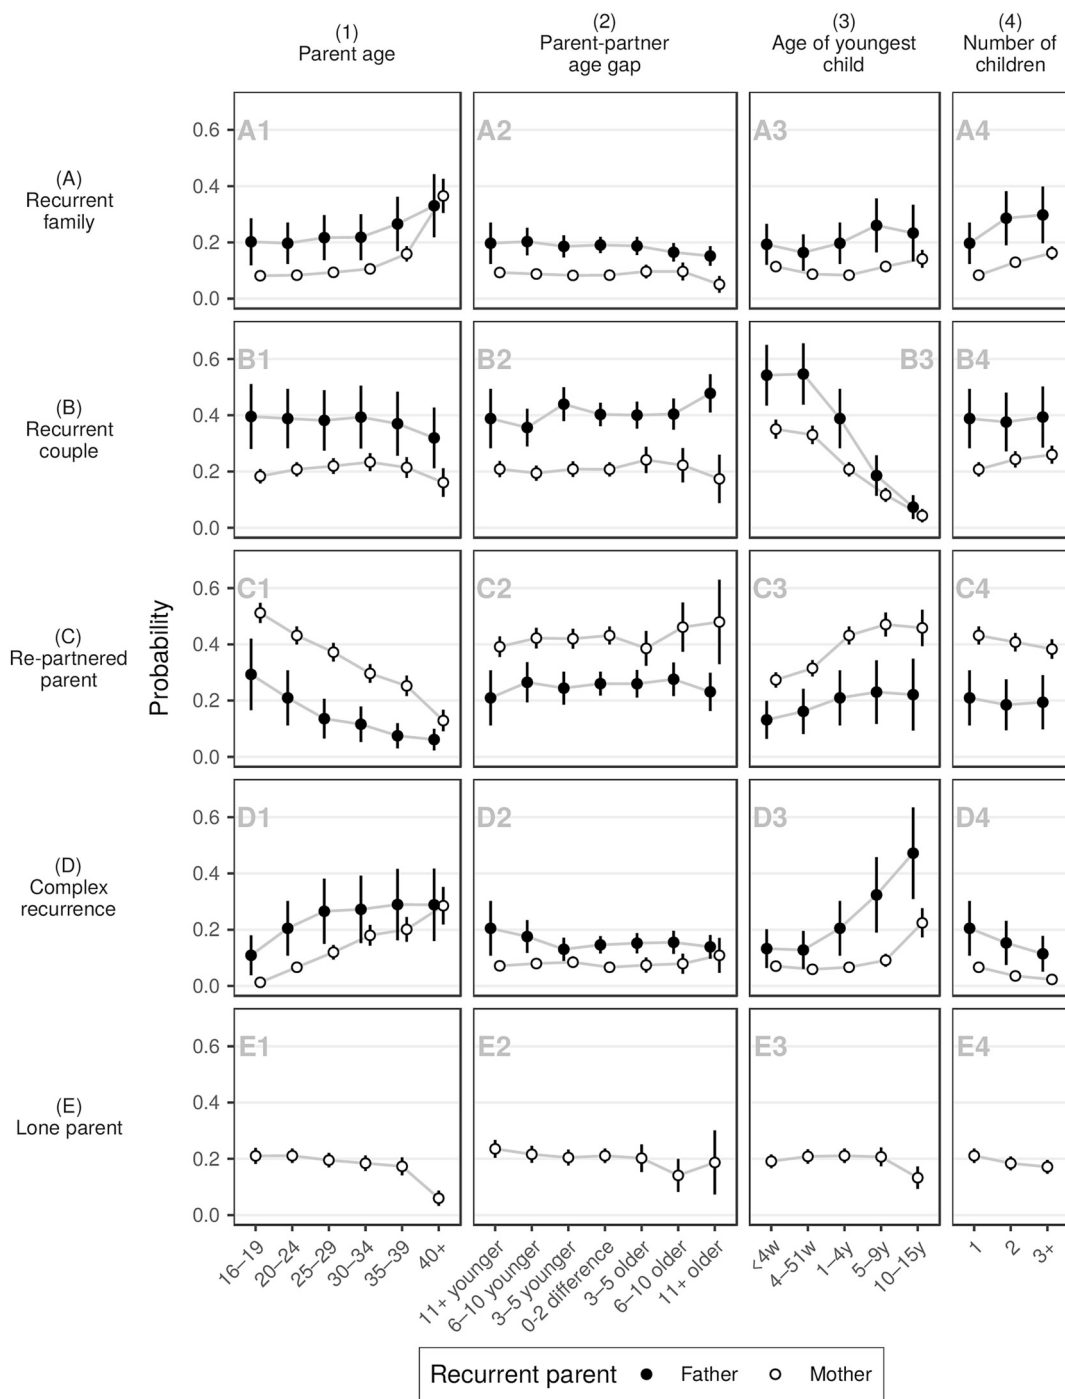 (1)
Parent age
(2)
Parent-partner
age gap
(3)
Age of youngest
child
(4)
Number of
children
(A)
Recurrent
family
0.6
0.4
0.2
0.0
A1
A2
A3
A4
(B)
Recurrent
couple
0.6
0.4
0.2
0.0
B1
B2
B3
B4
Probability
(C)
Re-partnered
parent
0.6
0.4
0.2
0.0
C1
C2
C3
C4
(D)
Complex
recurrence
0.6
0.4
0.2
0.0
D1
D2
D3
D4
(E)
Lone parent
0.6
0.4
0.2
0.0
E1
E2
E3
E4
16–19
20–24
25–29
30–34
35–39
40+
11+ younger
6–10 younger
3–5 younger
0-2 difference
3–5 older
6–10 older
11+ older
<4w
4–51w
1–4y
5–9y
10–15y
1
2
3+
Recurrent parent Father Mother